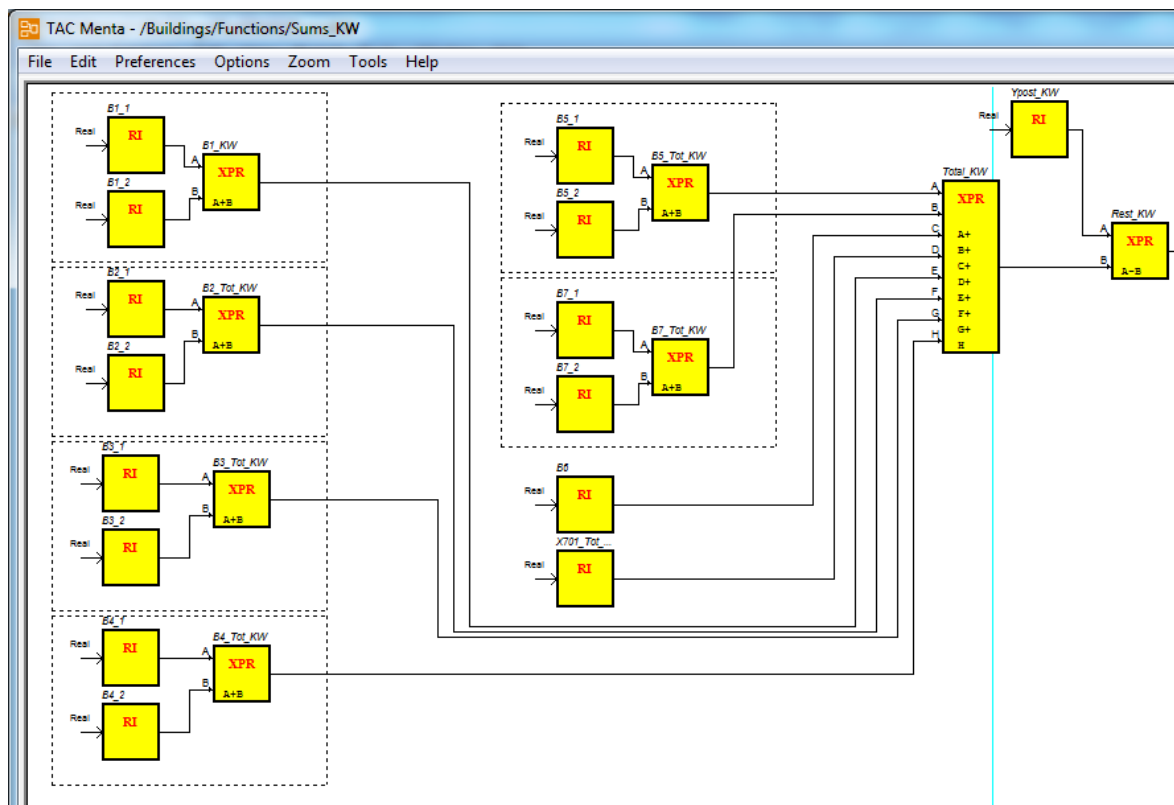 TAC Menta - /Buildings/Functions/Sums_KW
File Edit Preferences Options Zoom Tools Help
B1_1
Real
RI
B1_KW
A
XPR
B
A+B
B1_2
Real
RI
B2_1
Real
RI
B2_Tot_KW
A
XPR
B
A+B
B2_2
Real
RI
B3_1
Real
RI
B3_Tot_KW
A
XPR
B
A+B
B3_2
Real
RI
B4_1
Real
RI
B4_Tot_KW
A
XPR
B
A+B
B4_2
Real
RI
B5_1
Real
RI
B5_Tot_KW
A
XPR
B
A+B
B5_2
Real
RI
B7_1
Real
RI
B7_Tot_KW
A
XPR
B
A+B
B7_2
Real
RI
B6
Real
RI
X701_Tot_...
Real
RI
Total_KW
A
XPR
B
C A+
D B+
E C+
D+
F E+
G F+
G+
H H
Ypost_KW
Real
RI
Rest_KW
A
XPR
B
A-B